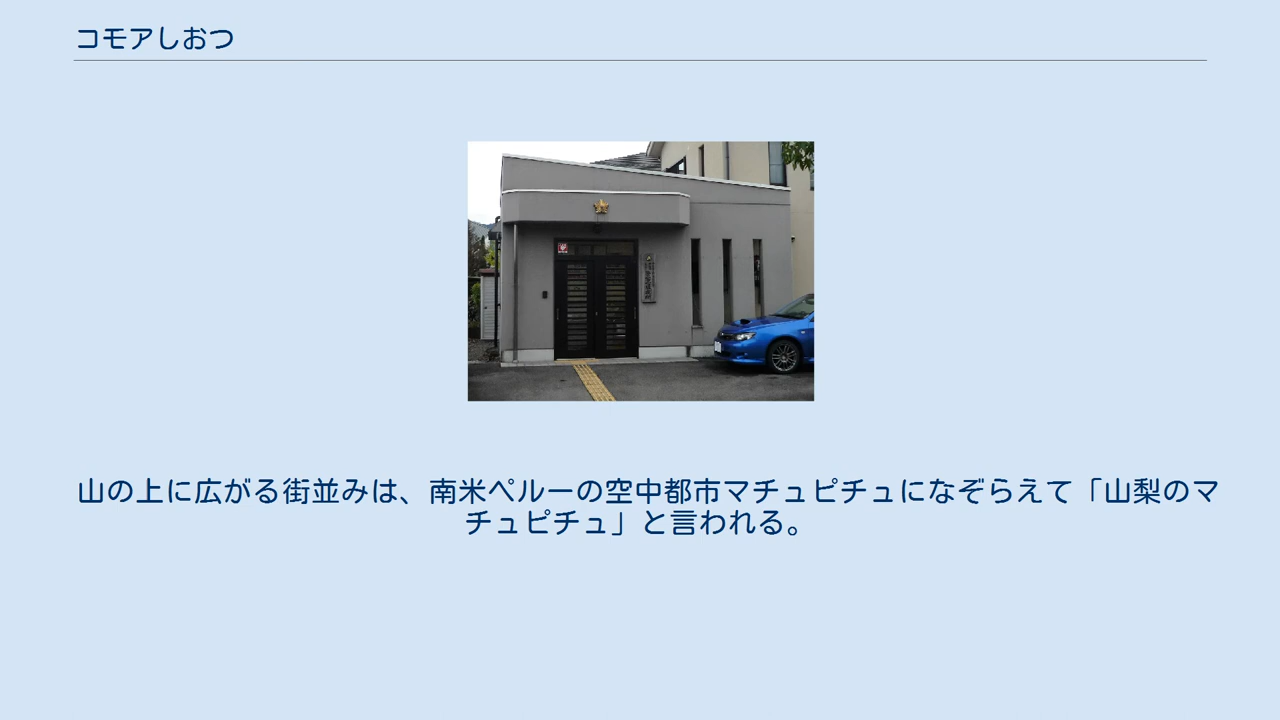 コモアしおつ
山の上に広がる街並みは、南米ペルーの空中都市マチュピチュになぞらえて「山梨のマ
チュピチュ」と言われる。